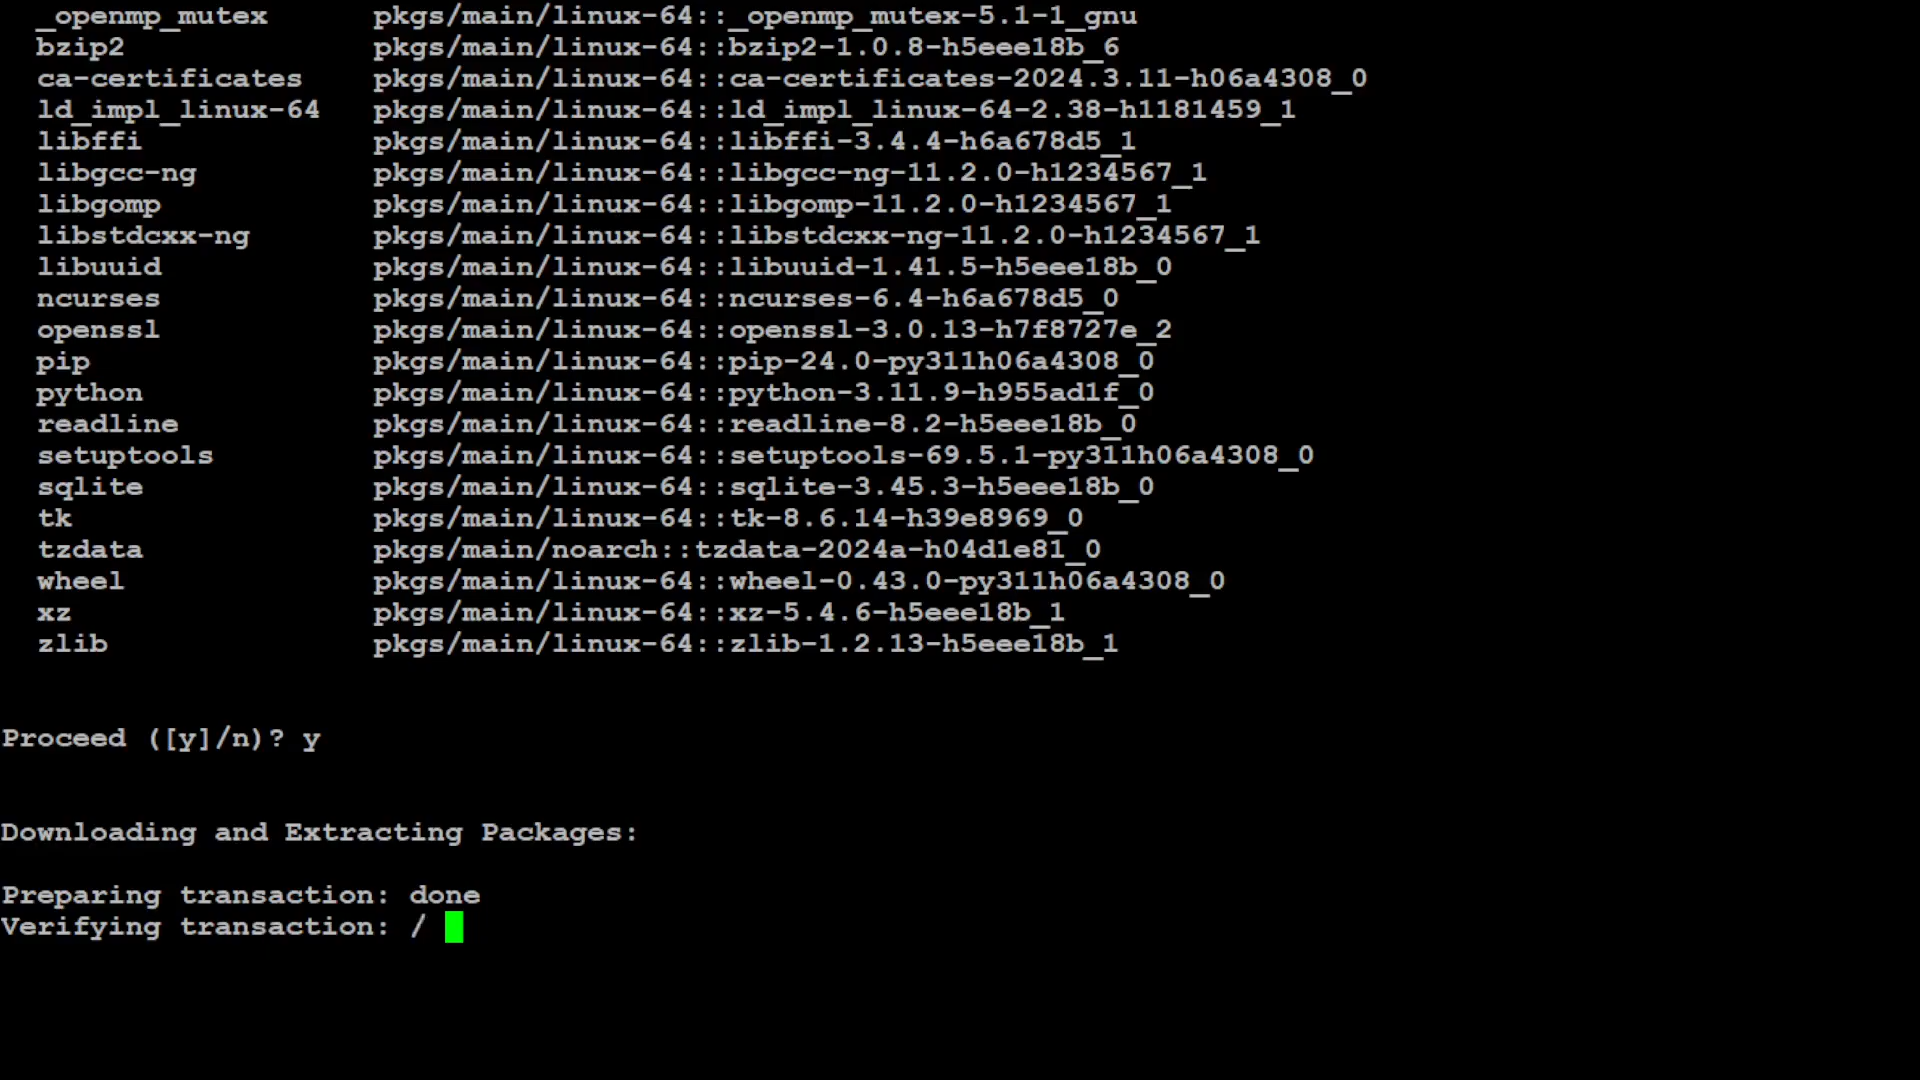 _openmp_mutex      pkgs/main/linux-64::_openmp_mutex-5.1-1_gnu
bzip2              pkgs/main/linux-64::bzip2-1.0.8-h5eee18b_6
ca-certificates    pkgs/main/linux-64::ca-certificates-2024.3.11-h06a4308_0
ld_impl_linux-64   pkgs/main/linux-64::ld_impl_linux-64-2.38-h1181459_1
libffi             pkgs/main/linux-64::libffi-3.4.4-h6a678d5_1
libgcc-ng          pkgs/main/linux-64::libgcc-ng-11.2.0-h1234567_1
libgomp            pkgs/main/linux-64::libgomp-11.2.0-h1234567_1
libstdcxx-ng       pkgs/main/linux-64::libstdcxx-ng-11.2.0-h1234567_1
libuuid            pkgs/main/linux-64::libuuid-1.41.5-h5eee18b_0
ncurses            pkgs/main/linux-64::ncurses-6.4-h6a678d5_0
openssl            pkgs/main/linux-64::openssl-3.0.13-h7f8727e_2
pip                pkgs/main/linux-64::pip-24.0-py311h06a4308_0
python             pkgs/main/linux-64::python-3.11.9-h955ad1f_0
readline           pkgs/main/linux-64::readline-8.2-h5eee18b_0
setuptools         pkgs/main/linux-64::setuptools-69.5.1-py311h06a4308_0
sqlite             pkgs/main/linux-64::sqlite-3.45.3-h5eee18b_0
tk                 pkgs/main/linux-64::tk-8.6.14-h39e8969_0
tzdata             pkgs/main/noarch::tzdata-2024a-h04d1e81_0
wheel              pkgs/main/linux-64::wheel-0.43.0-py311h06a4308_0
xz                 pkgs/main/linux-64::xz-5.4.6-h5eee18b_1
zlib               pkgs/main/linux-64::zlib-1.2.13-h5eee18b_1
Proceed ([y]/n)? y
Downloading and Extracting Packages:
Preparing transaction: done
Verifying transaction: /